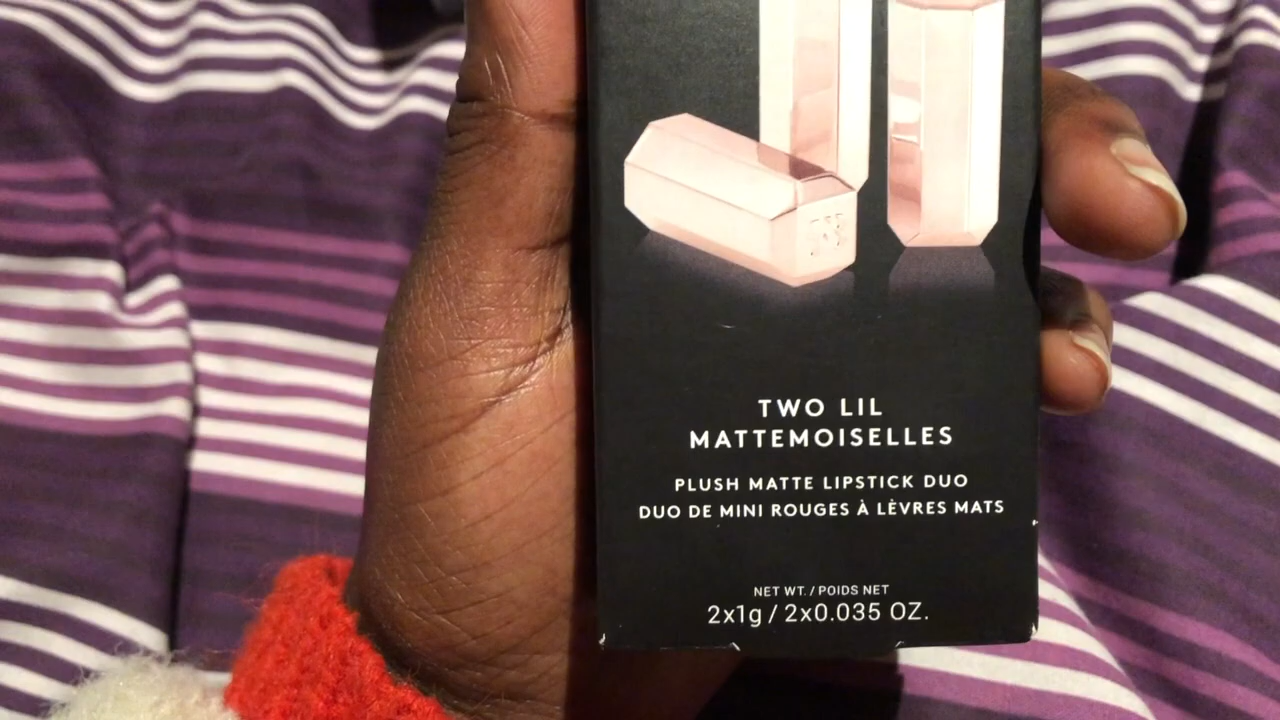 TWO LIL
MATTEMOISELLES
PLUSH MATTE LIPSTICK DUO
DUO DE MINI ROUGES À LÈVRES MATS
NET WT. / POIDS NET
2x1g / 2x0.035 OZ.